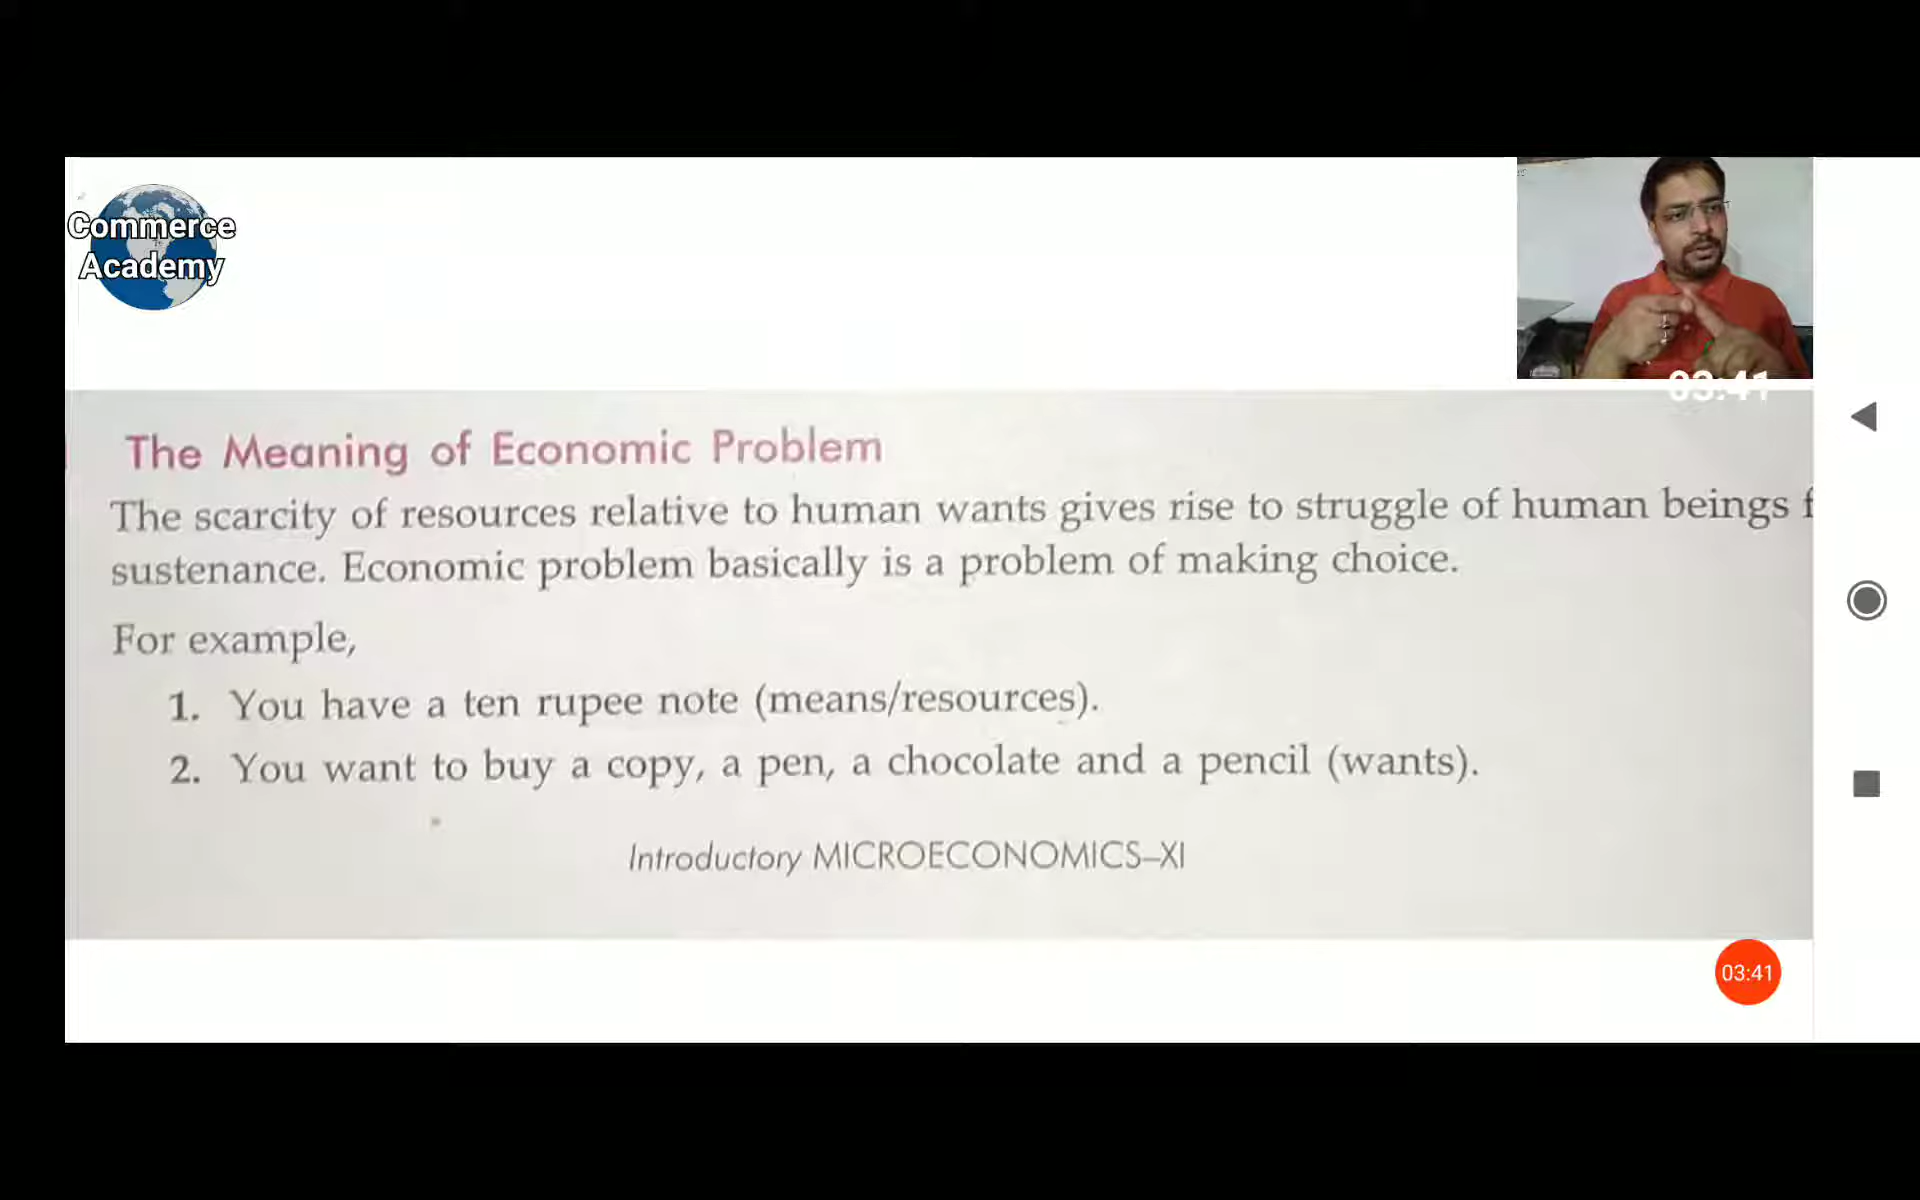 Commerce
Academy
03:41
The Meaning of Economic Problem
The scarcity of resources relative to human wants gives rise to struggle of human beings f
sustenance. Economic problem basically is a problem of making choice.
For example,
1. You have a ten rupee note (means/resources).
2. You want to buy a copy, a pen, a chocolate and a pencil (wants).
Introductory MICROECONOMICS–XI
03:41